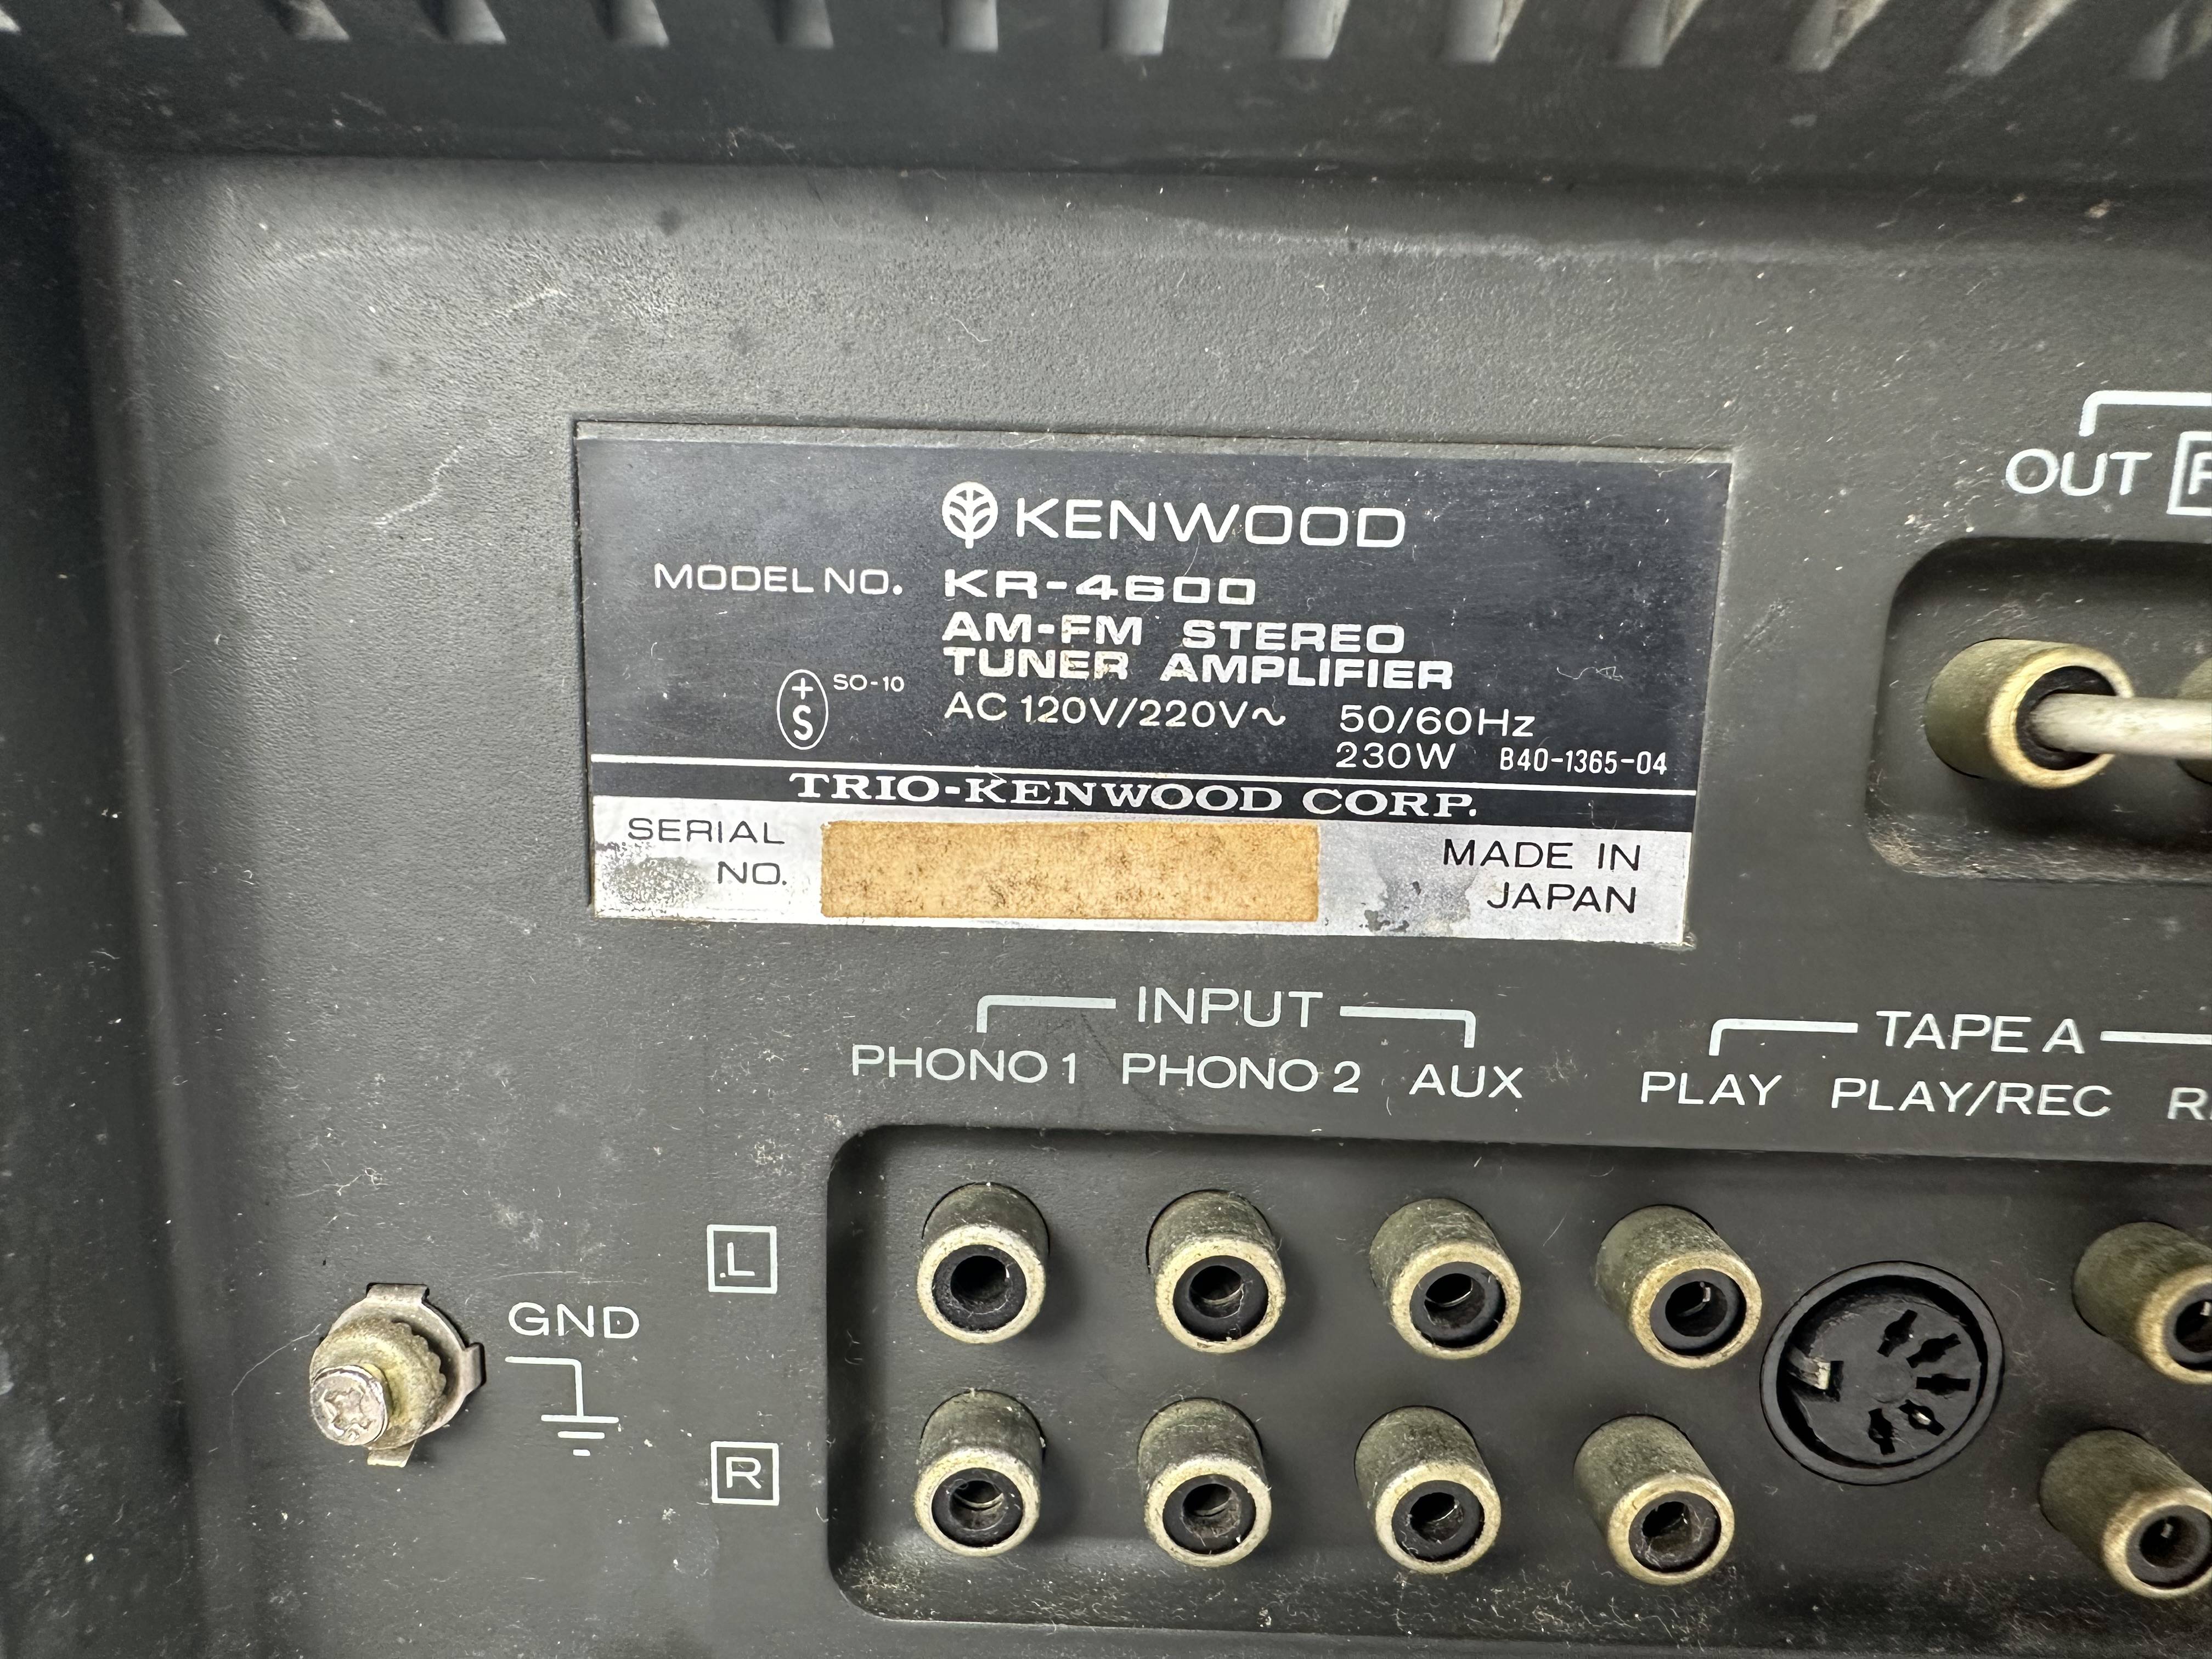 KENWOOD
MODEL NO. KR-4600
AM-FM STEREO
TUNER AMPLIFIER
+
S
SO-10
AC 120V/220V~ 50/60Hz
230W B40-1365-04
TRIO-KENWOOD CORP.
SERIAL
NO.
MADE IN
JAPAN
OUT
INPUT
PHONO 1 PHONO 2 AUX
TAPE A
PLAY PLAY/REC
L
GND
R